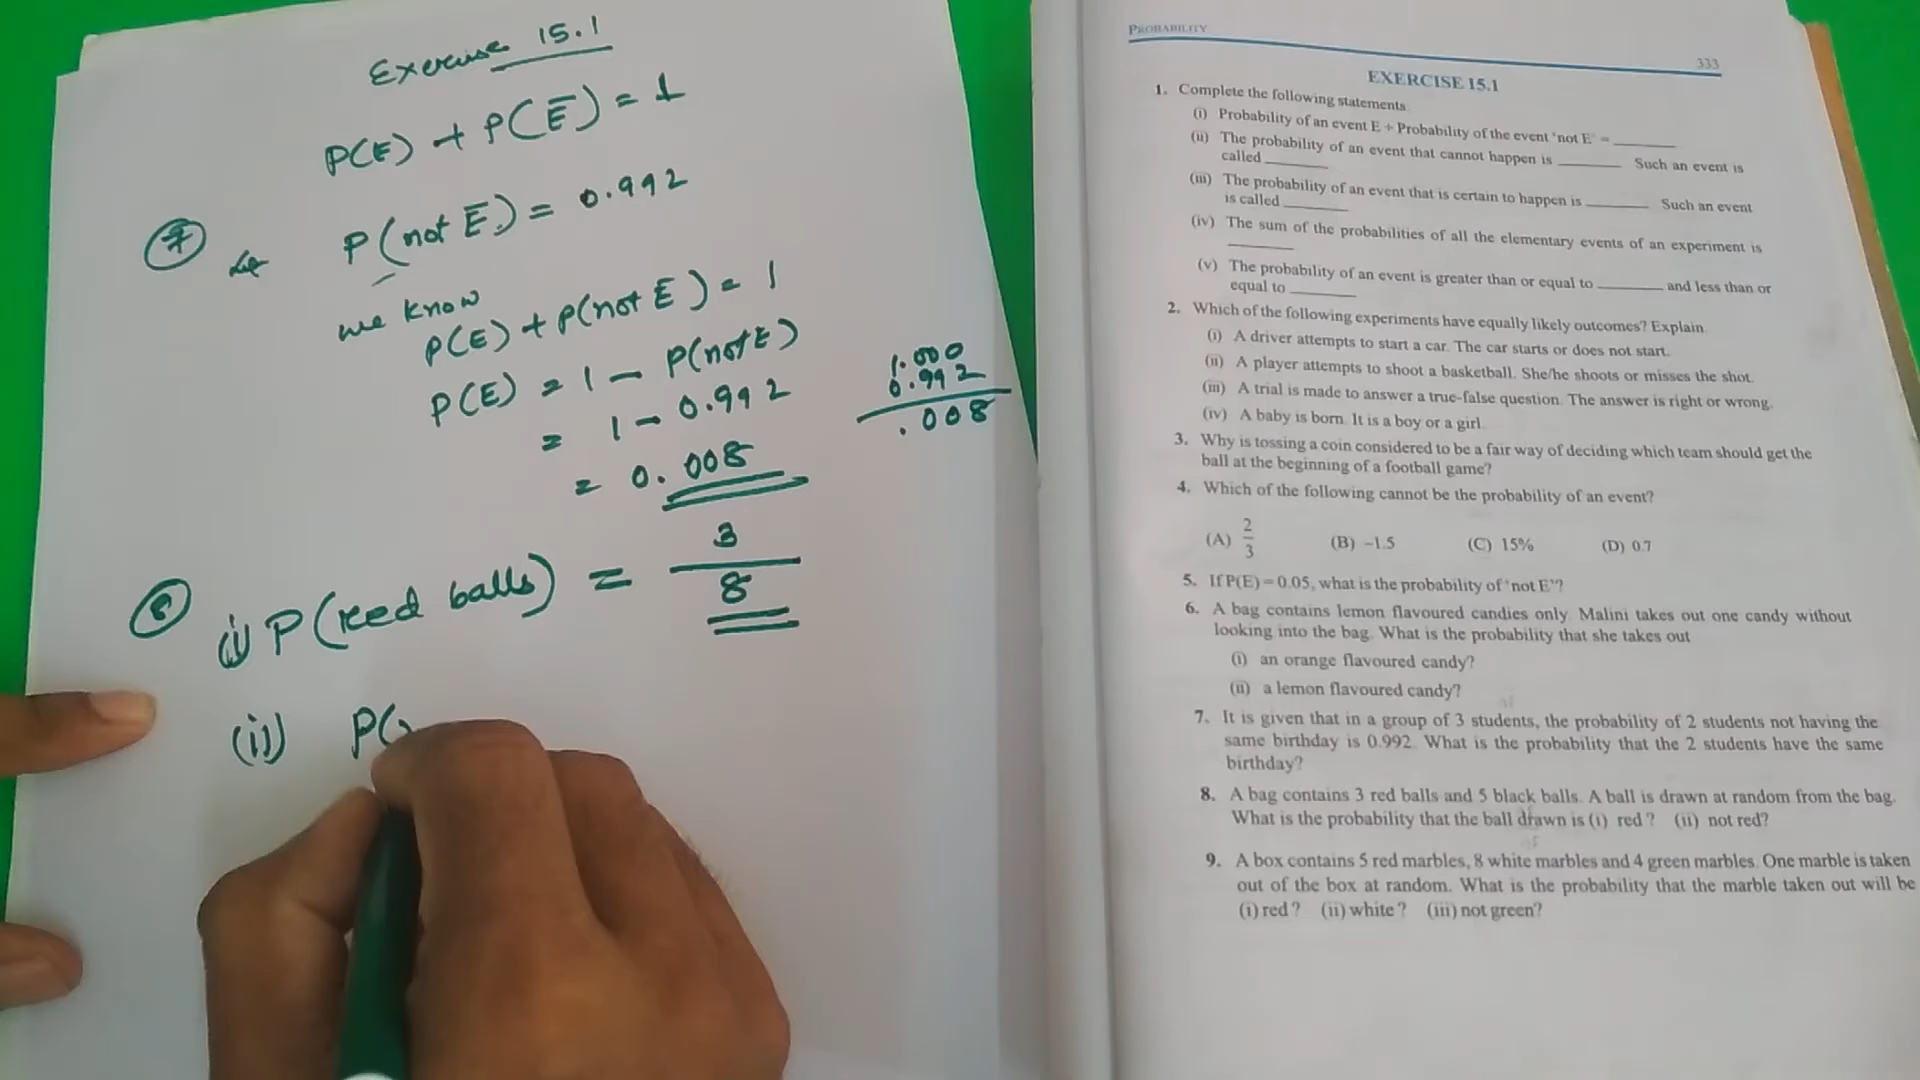 Exercise 15.1
P(E) + P(E̅) = 1
7 Let P(not E) = 0.992
we know
P(E) + P(not E) = 1
P(E) = 1 - P(not E)
= 1 - 0.992
= 0.008
1.000
0.992
.008
8 (i) P(red balls) = 3/8
(ii) P(
PROBABILITY
333
EXERCISE 15.1
1. Complete the following statements
(i) Probability of an event E + Probability of the event 'not E' = ______
(ii) The probability of an event that cannot happen is ______ Such an event is
called ______
(iii) The probability of an event that is certain to happen is ______ Such an event
is called ______
(iv) The sum of the probabilities of all the elementary events of an experiment is
______
(v) The probability of an event is greater than or equal to ______ and less than or
equal to ______
2. Which of the following experiments have equally likely outcomes? Explain.
(i) A driver attempts to start a car. The car starts or does not start.
(ii) A player attempts to shoot a basketball. She/he shoots or misses the shot.
(iii) A trial is made to answer a true-false question. The answer is right or wrong.
(iv) A baby is born. It is a boy or a girl.
3. Why is tossing a coin considered to be a fair way of deciding which team should get the
ball at the beginning of a football game?
4. Which of the following cannot be the probability of an event?
(A) 2/3 (B) –1.5 (C) 15% (D) 0.7
5. If P(E) = 0.05, what is the probability of 'not E'?
6. A bag contains lemon flavoured candies only. Malini takes out one candy without
looking into the bag. What is the probability that she takes out
(i) an orange flavoured candy?
(ii) a lemon flavoured candy?
7. It is given that in a group of 3 students, the probability of 2 students not having the
same birthday is 0.992. What is the probability that the 2 students have the same
birthday?
8. A bag contains 3 red balls and 5 black balls. A ball is drawn at random from the bag.
What is the probability that the ball drawn is (i) red ? (ii) not red?
9. A box contains 5 red marbles, 8 white marbles and 4 green marbles. One marble is taken
out of the box at random. What is the probability that the marble taken out will be
(i) red ? (ii) white ? (iii) not green?